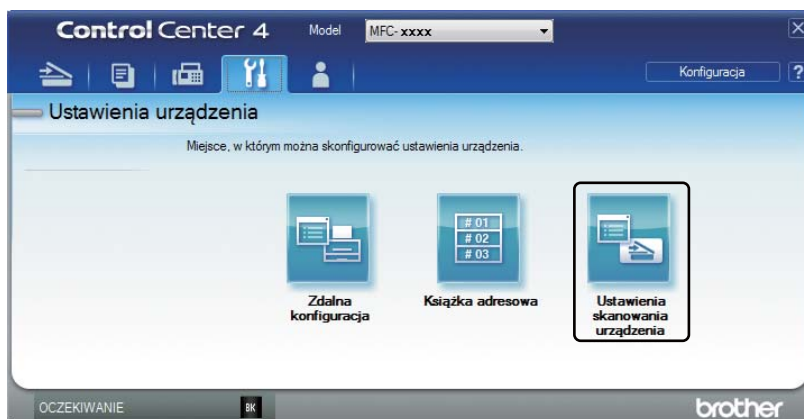 Control Center 4
Model
MFC-xxxx
Konfiguracja
?
Ustawienia urządzenia
Miejsce, w którym można skonfigurować ustawienia urządzenia.
# 01
# 02
# 03
Zdalna
konfiguracja
Książka adresowa
Ustawienia
skanowania
urządzenia
OCZEKIWANIE
BK
brother